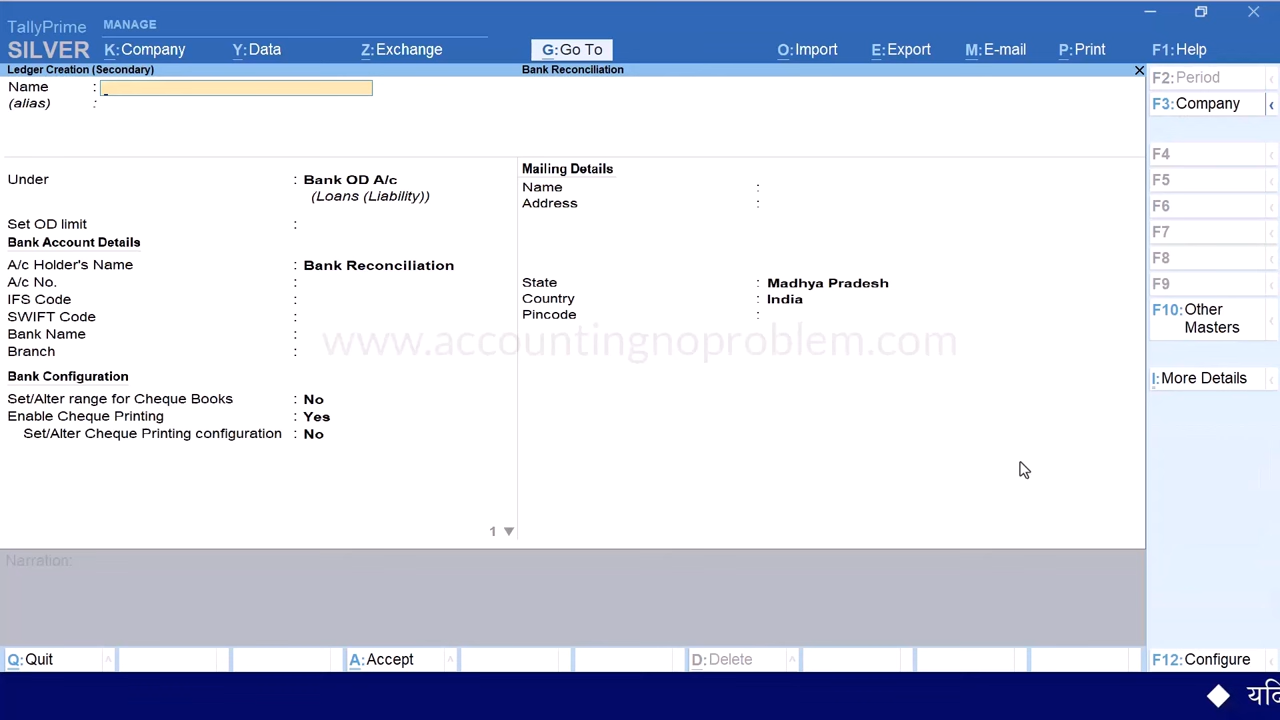 TallyPrime MANAGE
SILVER K:Company Y:Data Z:Exchange G:Go To O:Import E:Export M:E-mail P:Print F1:Help
Ledger Creation (Secondary) Bank Reconciliation
Name :
(alias) :
Under : Bank OD A/c
(Loans (Liability))
Set OD limit :
Bank Account Details
A/c Holder's Name : Bank Reconciliation
A/c No. :
IFS Code :
SWIFT Code :
Bank Name :
Branch :
Bank Configuration
Set/Alter range for Cheque Books : No
Enable Cheque Printing : Yes
Set/Alter Cheque Printing configuration : No
1
Mailing Details
Name :
Address :
State : Madhya Pradesh
Country : India
Pincode :
www.accountingnoproblem.com
F2:Period
F3:Company
F4
F5
F6
F7
F8
F9
F10:Other
Masters
I:More Details
Narration:
Q:Quit A:Accept D:Delete F12:Configure